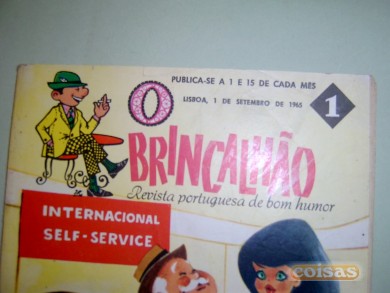 PUBLICA-SE A 1 E 15 DE CADA MES
LISBOA, 1 DE SETEMBRO DE 1965
1
O
BRINCALHÃO
Revista portuguesa de bom humor
INTERNACIONAL
SELF-SERVICE
coisas